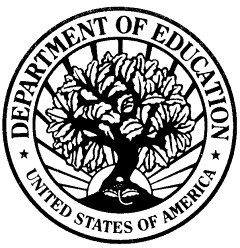 DEPARTMENT OF EDUCATION
UNITED STATES OF AMERICA